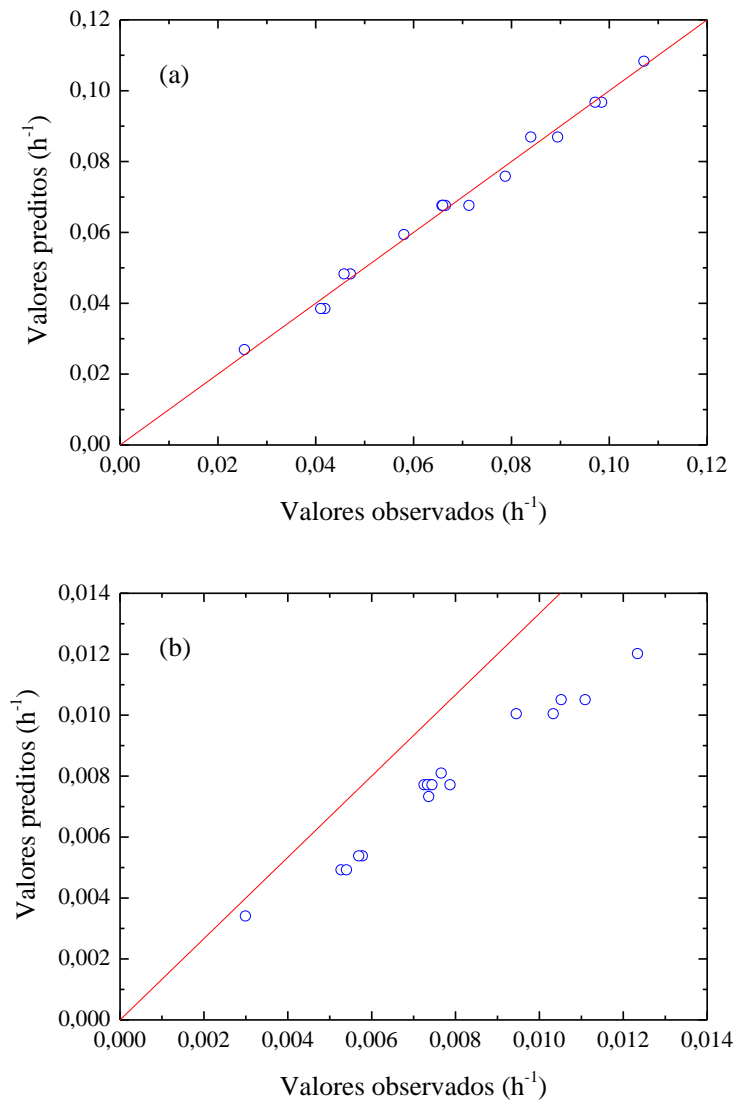 0,12
(a)
0,10
0,08
0,06
0,04
0,02
0,00
Valores preditos (h-1)
0,00 0,02 0,04 0,06 0,08 0,10 0,12
Valores observados (h-1)
0,014
(b)
0,012
0,010
0,008
0,006
0,004
0,002
0,000
Valores preditos (h-1)
0,000 0,002 0,004 0,006 0,008 0,010 0,012 0,014
Valores observados (h-1)